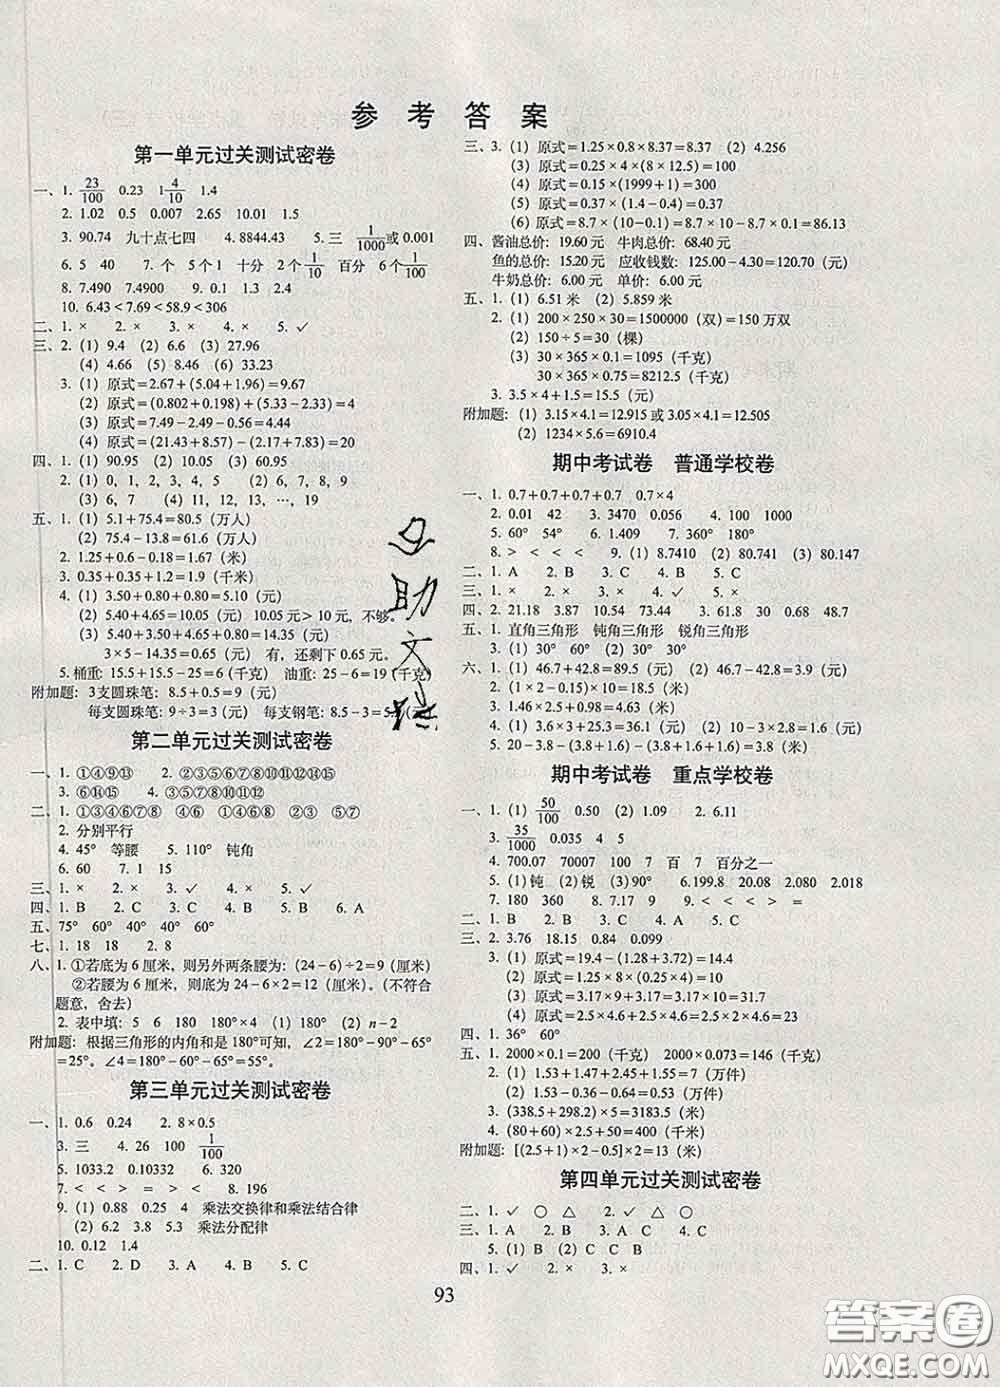 参 考 答 案
第一单元过关测试密卷
一、1. 23/100 0.23 1 4/10 1.4
2. 1.02 0.5 0.007 2.65 10.01 1.5
3. 90.74 九十点七四 4. 8844.43 5. 三 1/1000或0.001
6. 5 40 7. 个 5个1 十分 2个1/10 百分 6个1/100
8. 7.490 7.4900 9. 0.1 1.3 2.4
10. 6.43<7.69<58.9<306
二、1. × 2. × 3. × 4. × 5. ✓
三、2. (1) 9.4 (2) 6.6 (3) 27.96
(4) 4.66 (5) 8.85 (6) 4.88
3. (1) 原式=2.67+(5.04+1.96)=9.67
(2) 原式=(0.802+0.198)+(5.33-2.33)=4
(3) 原式=7.49-2.49-0.56=4.44
(4) 原式=(21.43+8.57)-(2.17+7.83)=20
四、1. (1) 90.95 (2) 10.05 (3) 60.95
2. (1) 0, 1, 2, 3, 4 (2) 5, 6, 7, 8, 9
(3) 6, 7 (4) 11, 12, 13, …, 19
五、1. (1) 5.1+75.4=80.5 (万人)
(2) 75.4-13.8=61.6 (万人)
2. 1.25+0.6-0.18=1.67 (米)
3. 0.35+0.35+1.2=1.9 (千米)
4. (1) 3.50+0.80+0.80=5.10 (元)
(2) 5.40+4.65=10.05 (元) 10.05元>10元, 不够。
(3) 5.40+4.65+3.50+0.80=14.35 (元)
3×5-14.35=0.65 (元) 有, 还剩下0.65元。
5. 桶重: 15.5+15.5-25=6 (千克) 油重: 25-6=19 (千克)
附加题: 3支圆珠笔: 8.5+0.5=9 (元)
每支圆珠笔: 9÷3=3 (元) 每支钢笔: 8.5-3=5.5 (元)
第二单元过关测试密卷
一、1. ①④⑨⑬ 2. ②③⑤⑦⑧⑩⑪⑫⑭⑮
3. ⑥⑭⑮ 4. ②③⑤⑦⑧⑩⑪⑫
二、1. ①③④⑥⑦⑧ ④⑥ ①③⑦⑧ ②⑤ ⑤⑦
2. 分别平行
4. 45° 等腰 5. 110° 钝角
6. 60 7. 1 15
三、1. × 2. × 3. ✓ 4. × 5. ✓
四、1. B 2. C 3. C 4. A 5. B 6. A
五、75° 60° 40° 40° 60°
七、1. 18 18 2. 8
八、1. ①若底为6厘米, 则另外两条腰为: (24-6)÷2=9 (厘米)
②若腰为6厘米, 则底为24-6×2=12 (厘米)。(不符合
题意, 舍去)
2. 表中填: 5 6 180 180°×4 (1) 180° (2) n-2
附加题: 根据三角形的内角和是180°可知, ∠2=180°-90°-65°
=25°。∠4=180°-60°-65°=55°。
第三单元过关测试密卷
一、1. 0.6 0.24 2. 8×0.5
3. 三 4. 26 100 1/100
5. 1033.2 0.10332 6. 320
7. < < > = > < 8. 196
9. (1) 0.88 0.25 4 乘法交换律和乘法结合律
(2) 6.2 3.8 5.3 乘法分配律
10. 0.12 1.4
二、1. C 2. D 3. A 4. B 5. C
三、3. (1) 原式=1.25×0.8×8.37=8.37 (2) 4.256
(3) 原式=0.25×4×(8×12.5)=100
(4) 原式=0.15×(1999+1)=300
(5) 原式=0.37×(1.4-0.4)=0.37
(6) 原式=8.7×(10-0.1)=8.7×10-8.7×0.1=86.13
四、酱油总价: 19.60元 牛肉总价: 68.40元
鱼的总价: 15.20元 应收钱数: 125.00-4.30=120.70 (元)
牛奶总价: 6.00元 单价: 6.00元
五、1. (1) 6.51米 (2) 5.859米
2. (1) 200×250×30=1500000 (双)=150万双
(2) 150÷5=30 (棵)
(3) 30×365×0.1=1095 (千克)
30×365×0.75=8212.5 (千克)
3. 3.5×4+1.5=15.5 (元)
附加题: (1) 3.15×4.1=12.915或3.05×4.1=12.505
(2) 1234×5.6=6910.4
期中考试卷 普通学校卷
一、1. 0.7+0.7+0.7+0.7 0.7×4
2. 0.01 42 3. 3470 0.056 4. 100 1000
5. 60° 54° 6. 1.4 1.3 7. 360° 180°
8. > < < < 9. (1) 8.7410 (2) 80.741 (3) 80.147
二、1. A 2. B 3. C 4. B
三、1. × 2. × 3. ✓ 4. ×
四、2. 21.18 3.87 10.54 73.44 3. 6.1 60.8 30 0.68 48.7
五、1. 直角三角形 钝角三角形 锐角三角形
3. (1) 30° 60° (2) 30° 30°
六、1. (1) 46.7+42.8=89.5 (元) (2) 46.7-42.8=3.9 (元)
2. (1×2-0.15)×2=3.7 (米)
3. 1.46×2.5+0.98=4.63 (元)
4. (1) 3.6×3+25.3=36.1 (元) (2) 3.6×0.5=1.8 (元)
5. 20-3.8-(3.8-1.6)-(3.8+1.6+1.6)=3.8 (米)
期中考试卷 重点学校卷
一、1. (1) 50/100 0.50 (2) 1.09 2. 6.11
3. 35/1000 0.035 4 5
4. 700.07 70007 100 7 百 7 百分之一
5. (1) 钝 (2) 锐 (3) 90° 6. 199.8 20.08 2.080 2.018
7. 180 360 8. 7.17 9 9. < < < > =
二、1. B 2. B 3. C 4. A 5. C
三、2. 3.76 18.15 0.84 0.099
3. (1) 原式=19.4-(1.28+3.72)=14.4
(2) 原式=1.25×8×(0.25×4)=10
(3) 原式=3.17×9+3.17=3.17×10=31.7
(4) 原式=2.5×4.6+2.5×5.4=2.5×10=25
四、1. 36° 60°
五、1. 2000×0.1=200 (千克) 2000×0.073=146 (千克)
2. (1) 1.53+1.47+2.45+1.55=7 (万件)
(2) 1.53+1.55-0.86-1.69=0.53 (万件)
3. (338.5+298.2)×5=3183.5 (米)
4. (80+60)×2.5+50=400 (千米)
附加题: [(2.5+1)×2-0.5]×2=13 (米)
第四单元过关测试密卷
二、1. ✓ ○ △ 2. ✓ △ ○
三、1. A 2. B 3. A 4. C
5. (1) B (2) C C B
四、1. ✓ 2. × 3. ×
93
答案圈
MXQE.COM